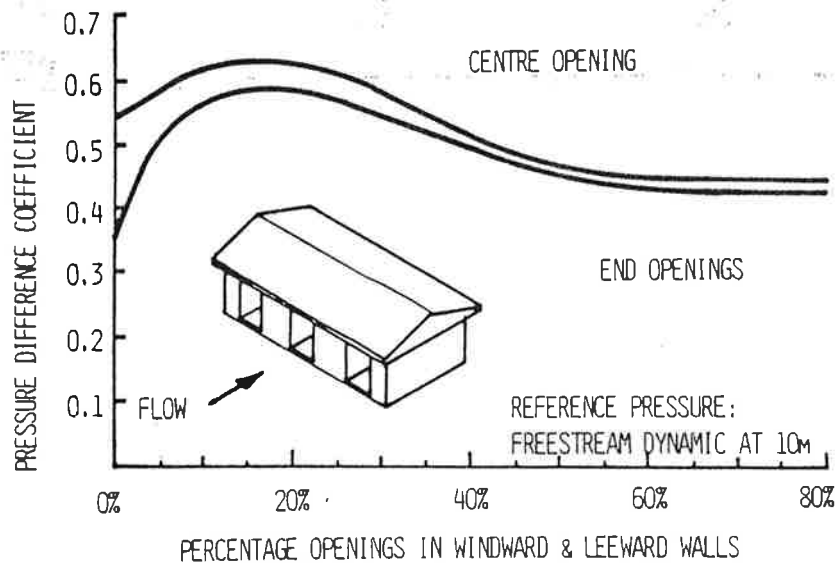 0.7
0.6
0.5
0.4
0.3
0.2
0.1
PRESSURE DIFFERENCE COEFFICIENT
CENTRE OPENING
END OPENINGS
FLOW
REFERENCE PRESSURE:
FREESTREAM DYNAMIC AT 10M
0% 20% 40% 60% 80%
PERCENTAGE OPENINGS IN WINDWARD & LEEWARD WALLS